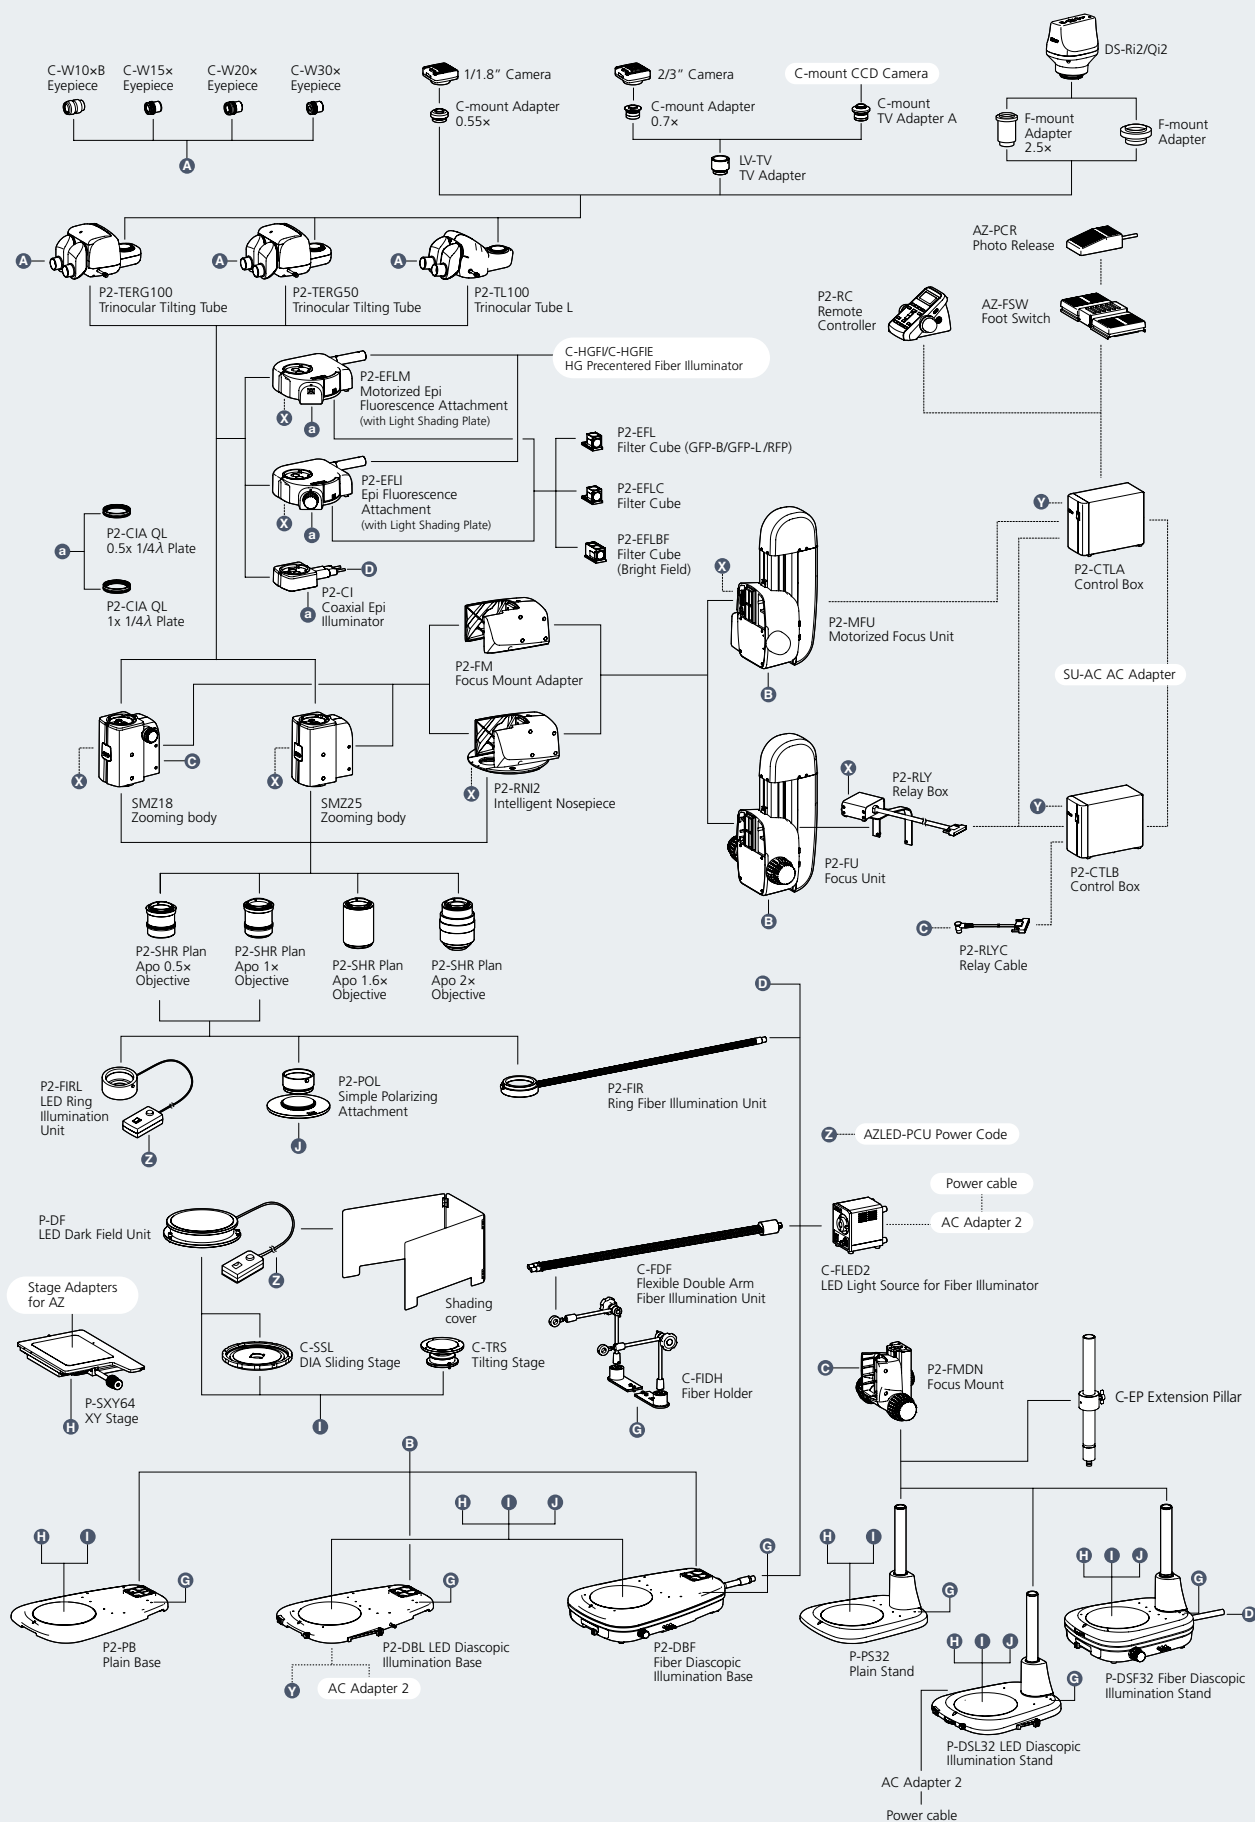 DS-Ri2/Qi2
C-W10×B
Eyepiece
C-W15×
Eyepiece
C-W20×
Eyepiece
C-W30×
Eyepiece
1/1.8” Camera
2/3” Camera
C-mount CCD Camera
C-mount Adapter
0.55×
C-mount Adapter
0.7×
C-mount
TV Adapter A
F-mount
Adapter
2.5×
F-mount
Adapter
A
LV-TV
TV Adapter
A
A
A
P2-TERG100
Trinocular Tilting Tube
P2-TERG50
Trinocular Tilting Tube
P2-TL100
Trinocular Tube L
AZ-PCR
Photo Release
P2-RC
Remote
Controller
AZ-FSW
Foot Switch
C-HGFI/C-HGFIE
HG Precentered Fiber Illuminator
P2-EFLM
Motorized Epi
Fluorescence Attachment
(with Light Shading Plate)
X
a
P2-EFL
Filter Cube (GFP-B/GFP-L/RFP)
P2-EFLI
Epi Fluorescence
Attachment
(with Light Shading Plate)
X
a
P2-EFLC
Filter Cube
P2-EFLBF
Filter Cube
(Bright Field)
P2-CIA QL
0.5x 1/4λ Plate
a
P2-CIA QL
1x 1/4λ Plate
D
P2-CI
Coaxial Epi
Illuminator
a
Y
P2-CTLA
Control Box
X
P2-MFU
Motorized Focus Unit
B
P2-FM
Focus Mount Adapter
SU-AC AC Adapter
X
C
X
X
SMZ18
Zooming body
SMZ25
Zooming body
P2-RNI2
Intelligent Nosepiece
X
P2-RLY
Relay Box
Y
P2-FU
Focus Unit
P2-CTLB
Control Box
B
C
P2-RLYC
Relay Cable
P2-SHR Plan
Apo 0.5×
Objective
P2-SHR Plan
Apo 1×
Objective
P2-SHR Plan
Apo 1.6×
Objective
P2-SHR Plan
Apo 2×
Objective
D
P2-FIRL
LED Ring
Illumination
Unit
Z
P2-POL
Simple Polarizing
Attachment
J
P2-FIR
Ring Fiber Illumination Unit
Z
AZLED-PCU Power Code
Power cable
AC Adapter 2
P-DF
LED Dark Field Unit
Z
Shading
cover
C-FDF
Flexible Double Arm
Fiber Illumination Unit
C-FLED2
LED Light Source for Fiber Illuminator
Stage Adapters
for AZ
P-SXY64
XY Stage
H
C-SSL
DIA Sliding Stage
C-TRS
Tilting Stage
I
C-FIDH
Fiber Holder
G
C
P2-FMDN
Focus Mount
C-EP Extension Pillar
B
H
I
G
P2-PB
Plain Base
H
I
J
G
P2-DBL LED Diascopic
Illumination Base
Y
AC Adapter 2
G
P2-DBF
Fiber Diascopic
Illumination Base
H
I
G
P-PS32
Plain Stand
H
I
J
G
P-DSL32 LED Diascopic
Illumination Stand
AC Adapter 2
Power cable
H
I
J
G
D
P-DSF32 Fiber Diascopic
Illumination Stand